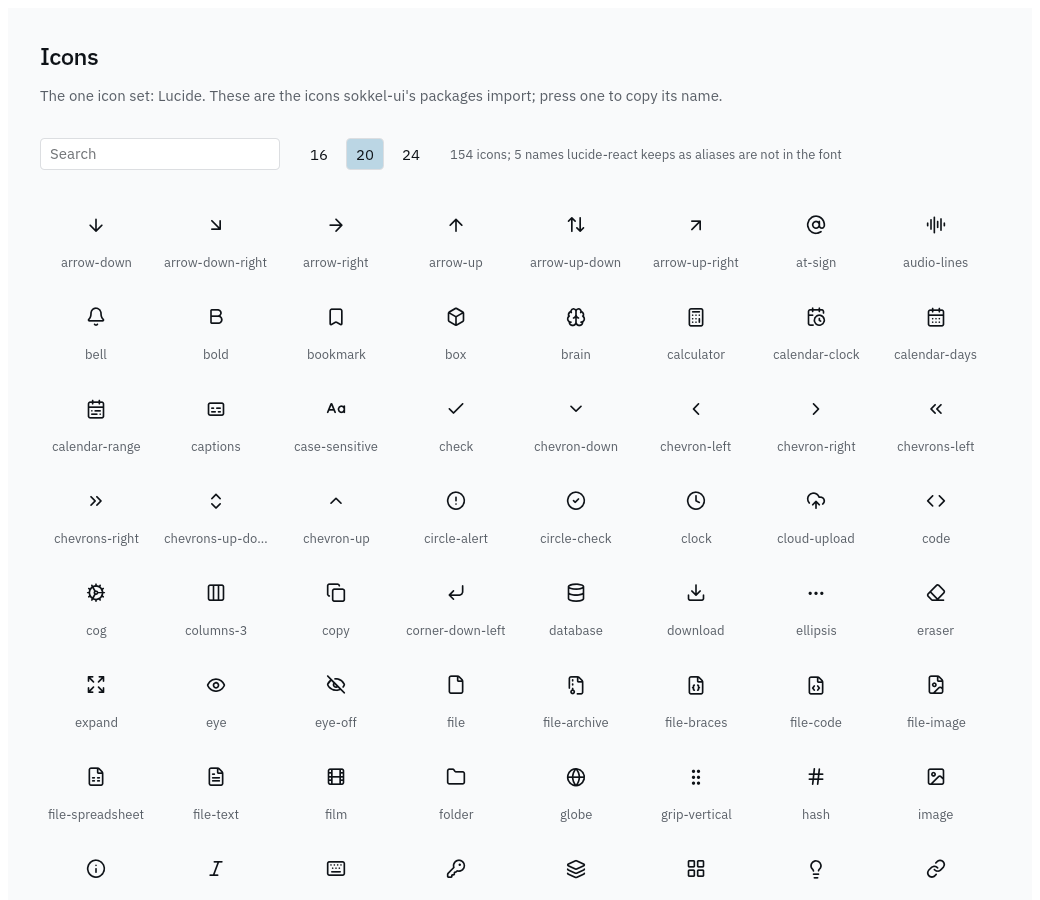 Icons
The one icon set: Lucide. These are the icons sokkel-ui's packages import; press one to copy its name.
Search 16 20 24 154 icons; 5 names lucide-react keeps as aliases are not in the font
arrow-down arrow-down-right arrow-right arrow-up arrow-up-down arrow-up-right at-sign audio-lines
bell bold bookmark box brain calculator calendar-clock calendar-days
calendar-range captions case-sensitive check chevron-down chevron-left chevron-right chevrons-left
chevrons-right chevrons-up-do... chevron-up circle-alert circle-check clock cloud-upload code
cog columns-3 copy corner-down-left database download ellipsis eraser
expand eye eye-off file file-archive file-braces file-code file-image
file-spreadsheet file-text film folder globe grip-vertical hash image